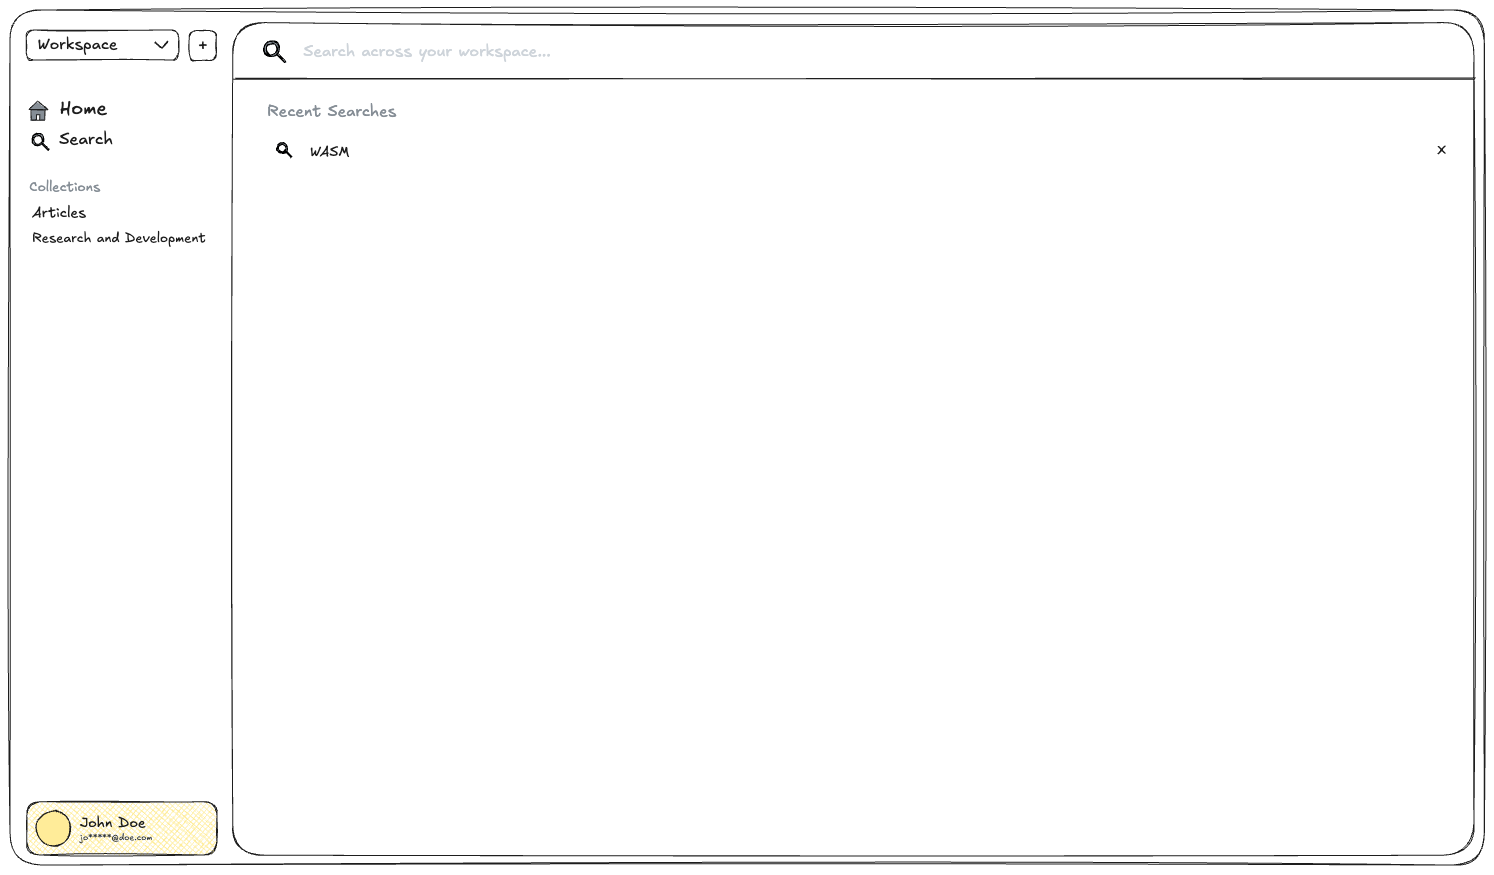 Workspace
+
Home
Search
Collections
Articles
Research and Development
John Doe
jo*****@doe.com
Search across your workspace...
Recent Searches
WASM
x